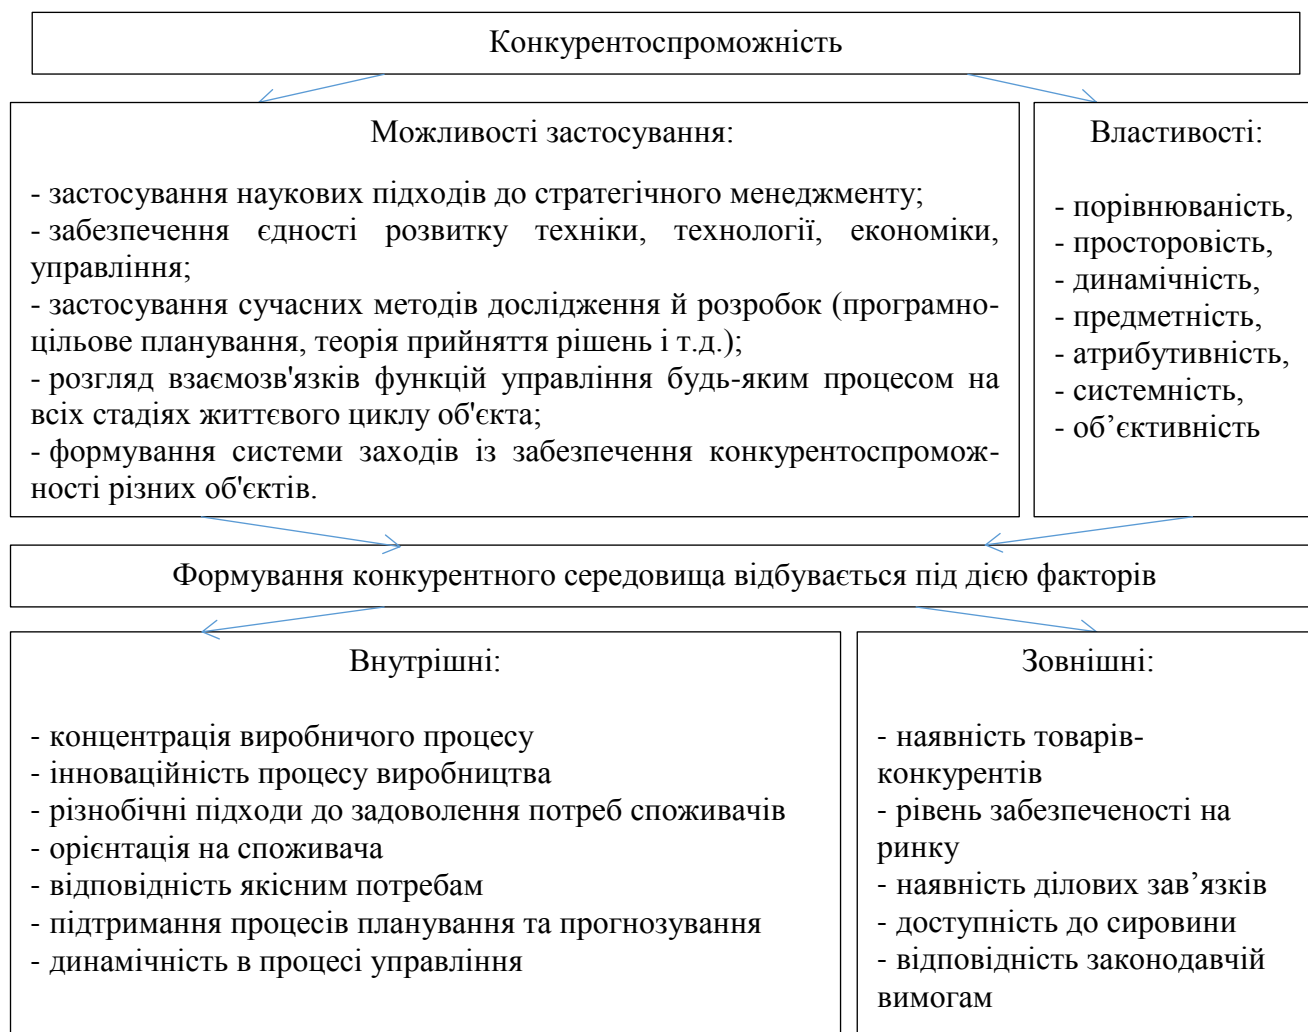 Конкурентоспроможність
Можливості застосування:
- застосування наукових підходів до стратегічного менеджменту;
- забезпечення єдності розвитку техніки, технології, економіки,
управління;
- застосування сучасних методів дослідження й розробок (програмно-
цільове планування, теорія прийняття рішень і т.д.);
- розгляд взаємозв'язків функцій управління будь-яким процесом на
всіх стадіях життєвого циклу об'єкта;
- формування системи заходів із забезпечення конкурентоспромож-
ності різних об'єктів.
Властивості:
- порівнюваність,
- просторовість,
- динамічність,
- предметність,
- атрибутивність,
- системність,
- об’єктивність
Формування конкурентного середовища відбувається під дією факторів
Внутрішні:
- концентрація виробничого процесу
- інноваційність процесу виробництва
- різнобічні підходи до задоволення потреб споживачів
- орієнтація на споживача
- відповідність якісним потребам
- підтримання процесів планування та прогнозування
- динамічність в процесі управління
Зовнішні:
- наявність товарів-
конкурентів
- рівень забезпеченості на
ринку
- наявність ділових зав’язків
- доступність до сировини
- відповідність законодавчій
вимогам